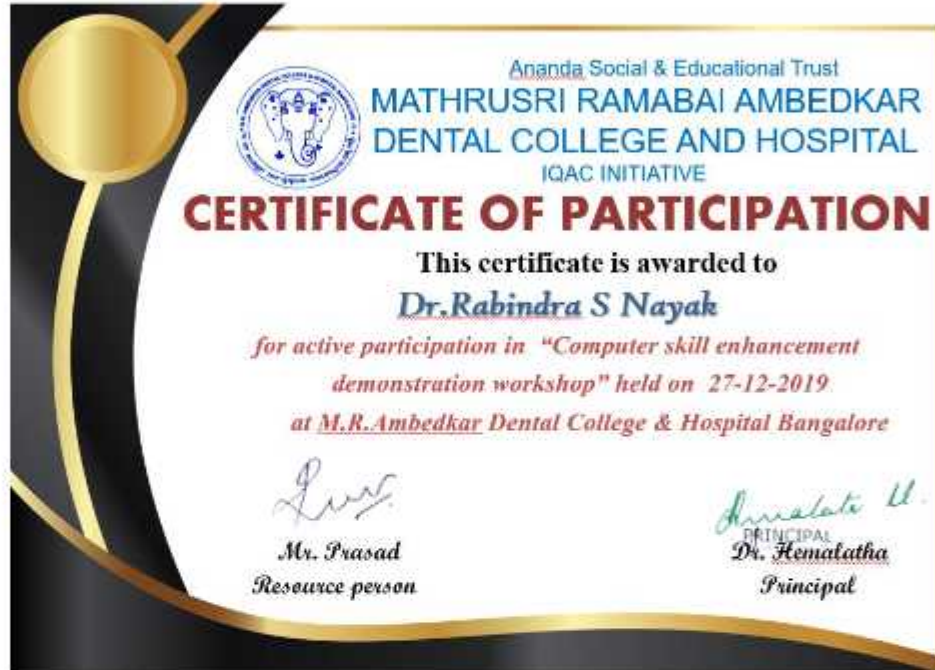 Ananda Social & Educational Trust
MATHRUSRI RAMABAI AMBEDKAR
DENTAL COLLEGE AND HOSPITAL
IQAC INITIATIVE
CERTIFICATE OF PARTICIPATION
This certificate is awarded to
Dr.Rabindra S Nayak
for active participation in "Computer skill enhancement
demonstration workshop" held on 27-12-2019
at M.R.Ambedkar Dental College & Hospital Bangalore
Hemalata U.
PRINCIPAL
Mr. Prasad
Dr. Hemalatha
Resource person
Principal